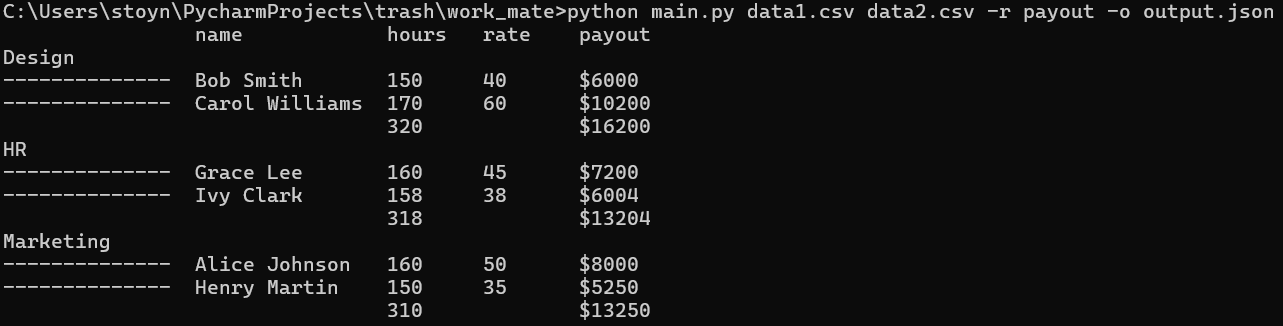 C:\Users\stoyn\PycharmProjects\trash\work_mate>python main.py data1.csv data2.csv -r payout -o output.json
                name            hours   rate    payout
Design
--------------  Bob Smith       150     40      $6000
--------------  Carol Williams  170     60      $10200
                                320             $16200
HR
--------------  Grace Lee       160     45      $7200
--------------  Ivy Clark       158     38      $6004
                                318             $13204
Marketing
--------------  Alice Johnson   160     50      $8000
--------------  Henry Martin    150     35      $5250
                                310             $13250